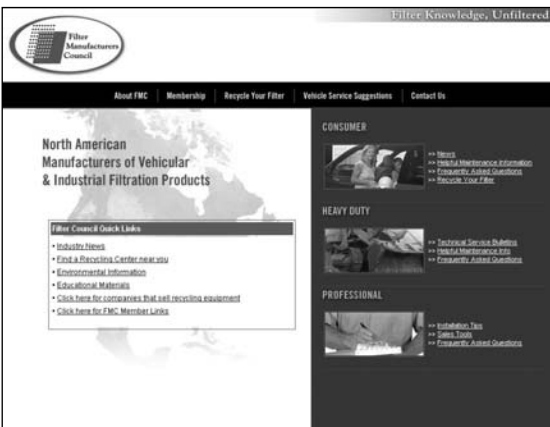 Filter Knowledge, Unfiltered
Filter
Manufacturers
Council
About FMC
Membership
Recycle Your Filter
Vehicle Service Suggestions
Contact Us
North American
Manufacturers of Vehicular
& Industrial Filtration Products
Filter Council Quick Links
• Industry News
• Find a Recycling Center near you
• Environmental Information
• Educational Materials
• Click here for companies that sell recycling equipment
• Click here for FMC Member Links
CONSUMER
>> News
>> Helpful Maintenance Information
>> Frequently Asked Questions
>> Recycle Your Filter
HEAVY DUTY
>> Technical Service Bulletins
>> Helpful Maintenance Info
>> Frequently Asked Questions
PROFESSIONAL
>> Installation Tips
>> Sales Tools
>> Frequently Asked Questions